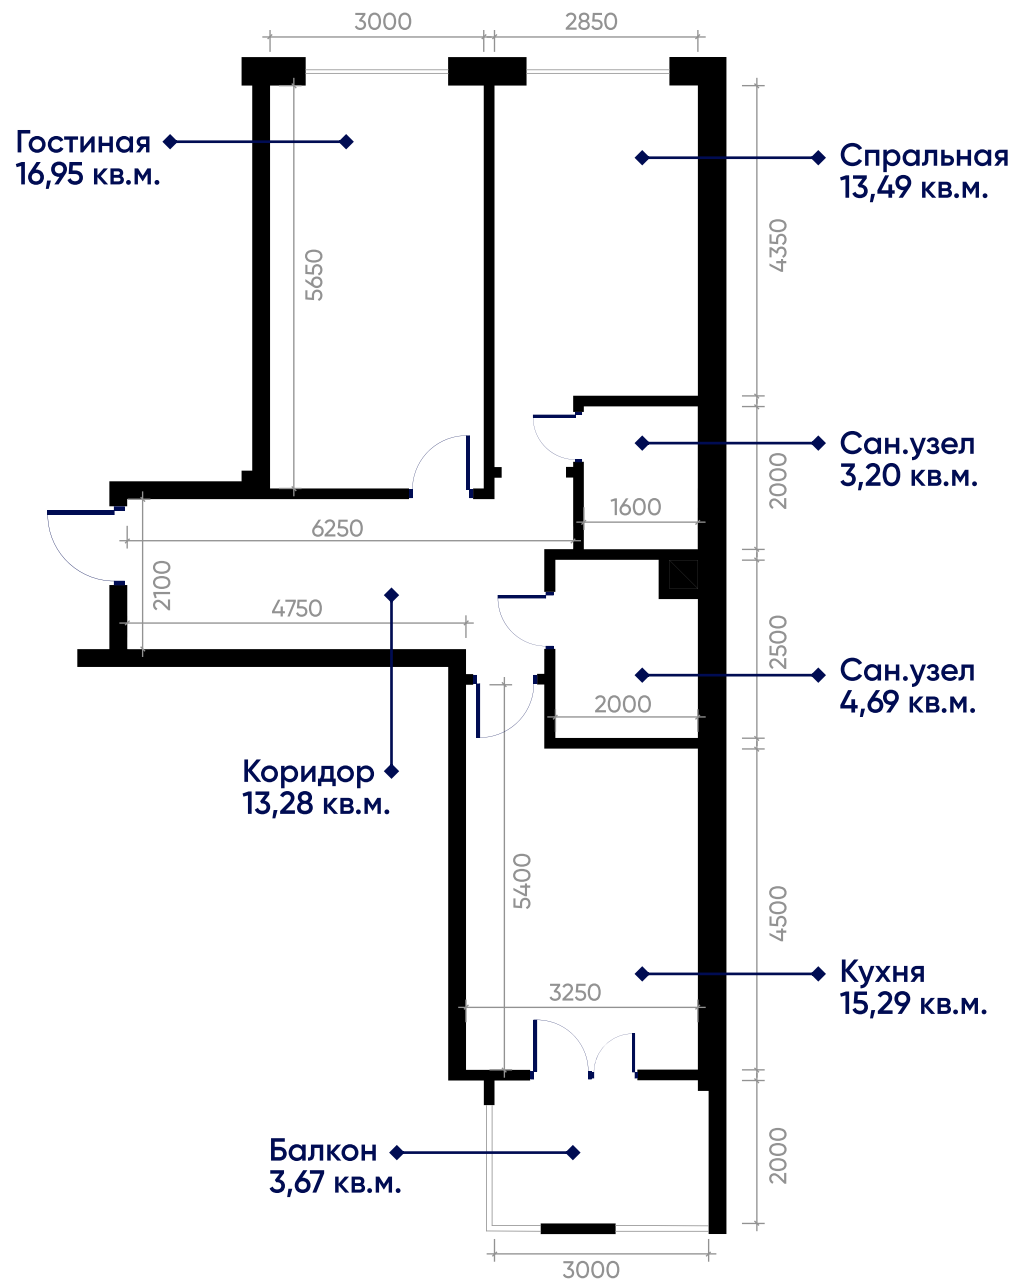 3000
2850
Гостиная
16,95 кв.м.
Спральная
13,49 кв.м.
4350
5650
Сан.узел
3,20 кв.м.
2000
1600
6250
2100
4750
2500
Сан.узел
4,69 кв.м.
2000
Коридор
13,28 кв.м.
5400
4500
Кухня
15,29 кв.м.
3250
Балкон
3,67 кв.м.
2000
3000